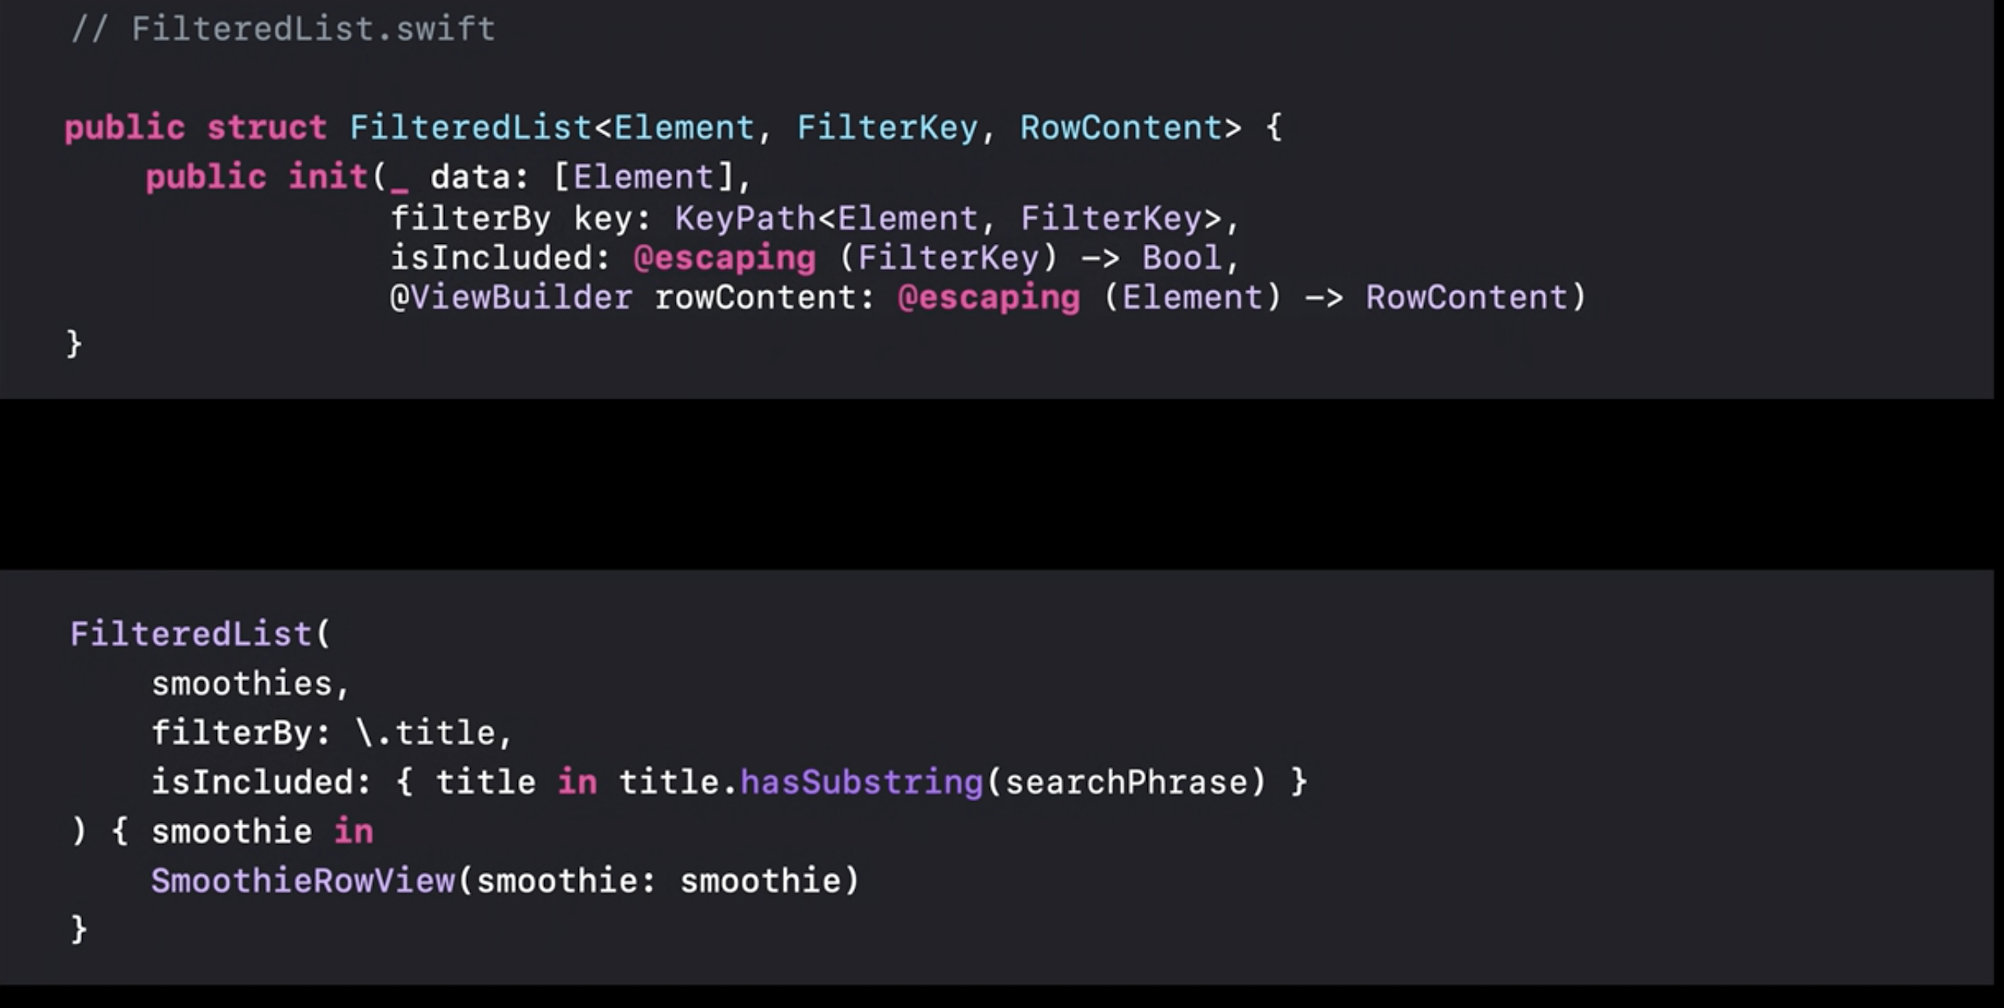 // FilteredList.swift
public struct FilteredList<Element, FilterKey, RowContent> {
    public init(_ data: [Element],
                filterBy key: KeyPath<Element, FilterKey>,
                isIncluded: @escaping (FilterKey) -> Bool,
                @ViewBuilder rowContent: @escaping (Element) -> RowContent)
}
FilteredList(
    smoothies,
    filterBy: \.title,
    isIncluded: { title in title.hasSubstring(searchPhrase) }
) { smoothie in
    SmoothieRowView(smoothie: smoothie)
}